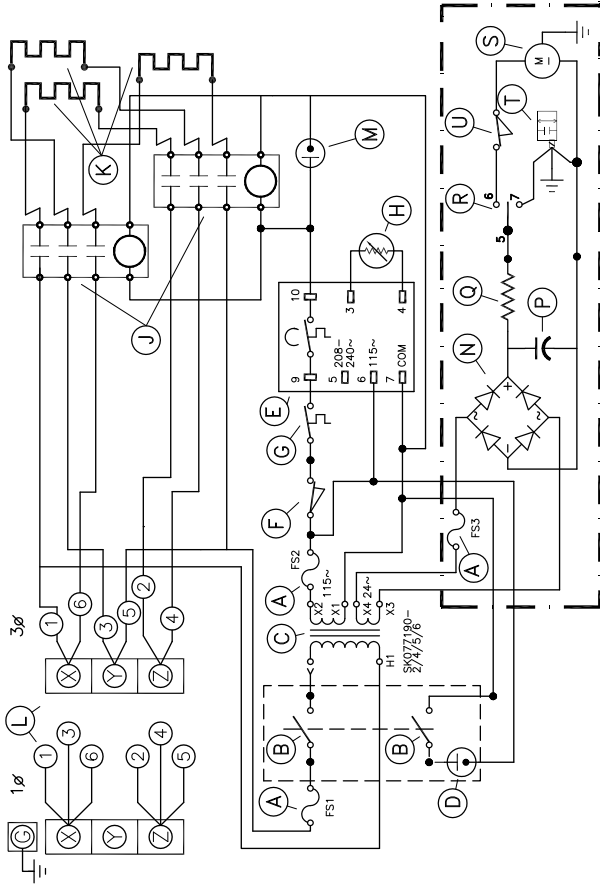 K
M
J
H
10
3
9
5
208-
240~
6
115~
7
COM
4
E
G
F
S
M
T
U
R
6
7
5
Q
P
N
FS3
A
FS2
A
115~
X2
X1
X4
24~
X3
C
H1
SK077190-
2/4/5/6
B
B
D
A
FS1
3ø
1
6
3
5
2
4
X
Y
Z
L
1ø
1
3
6
2
4
5
X
Y
Z
G
+
~
~
-